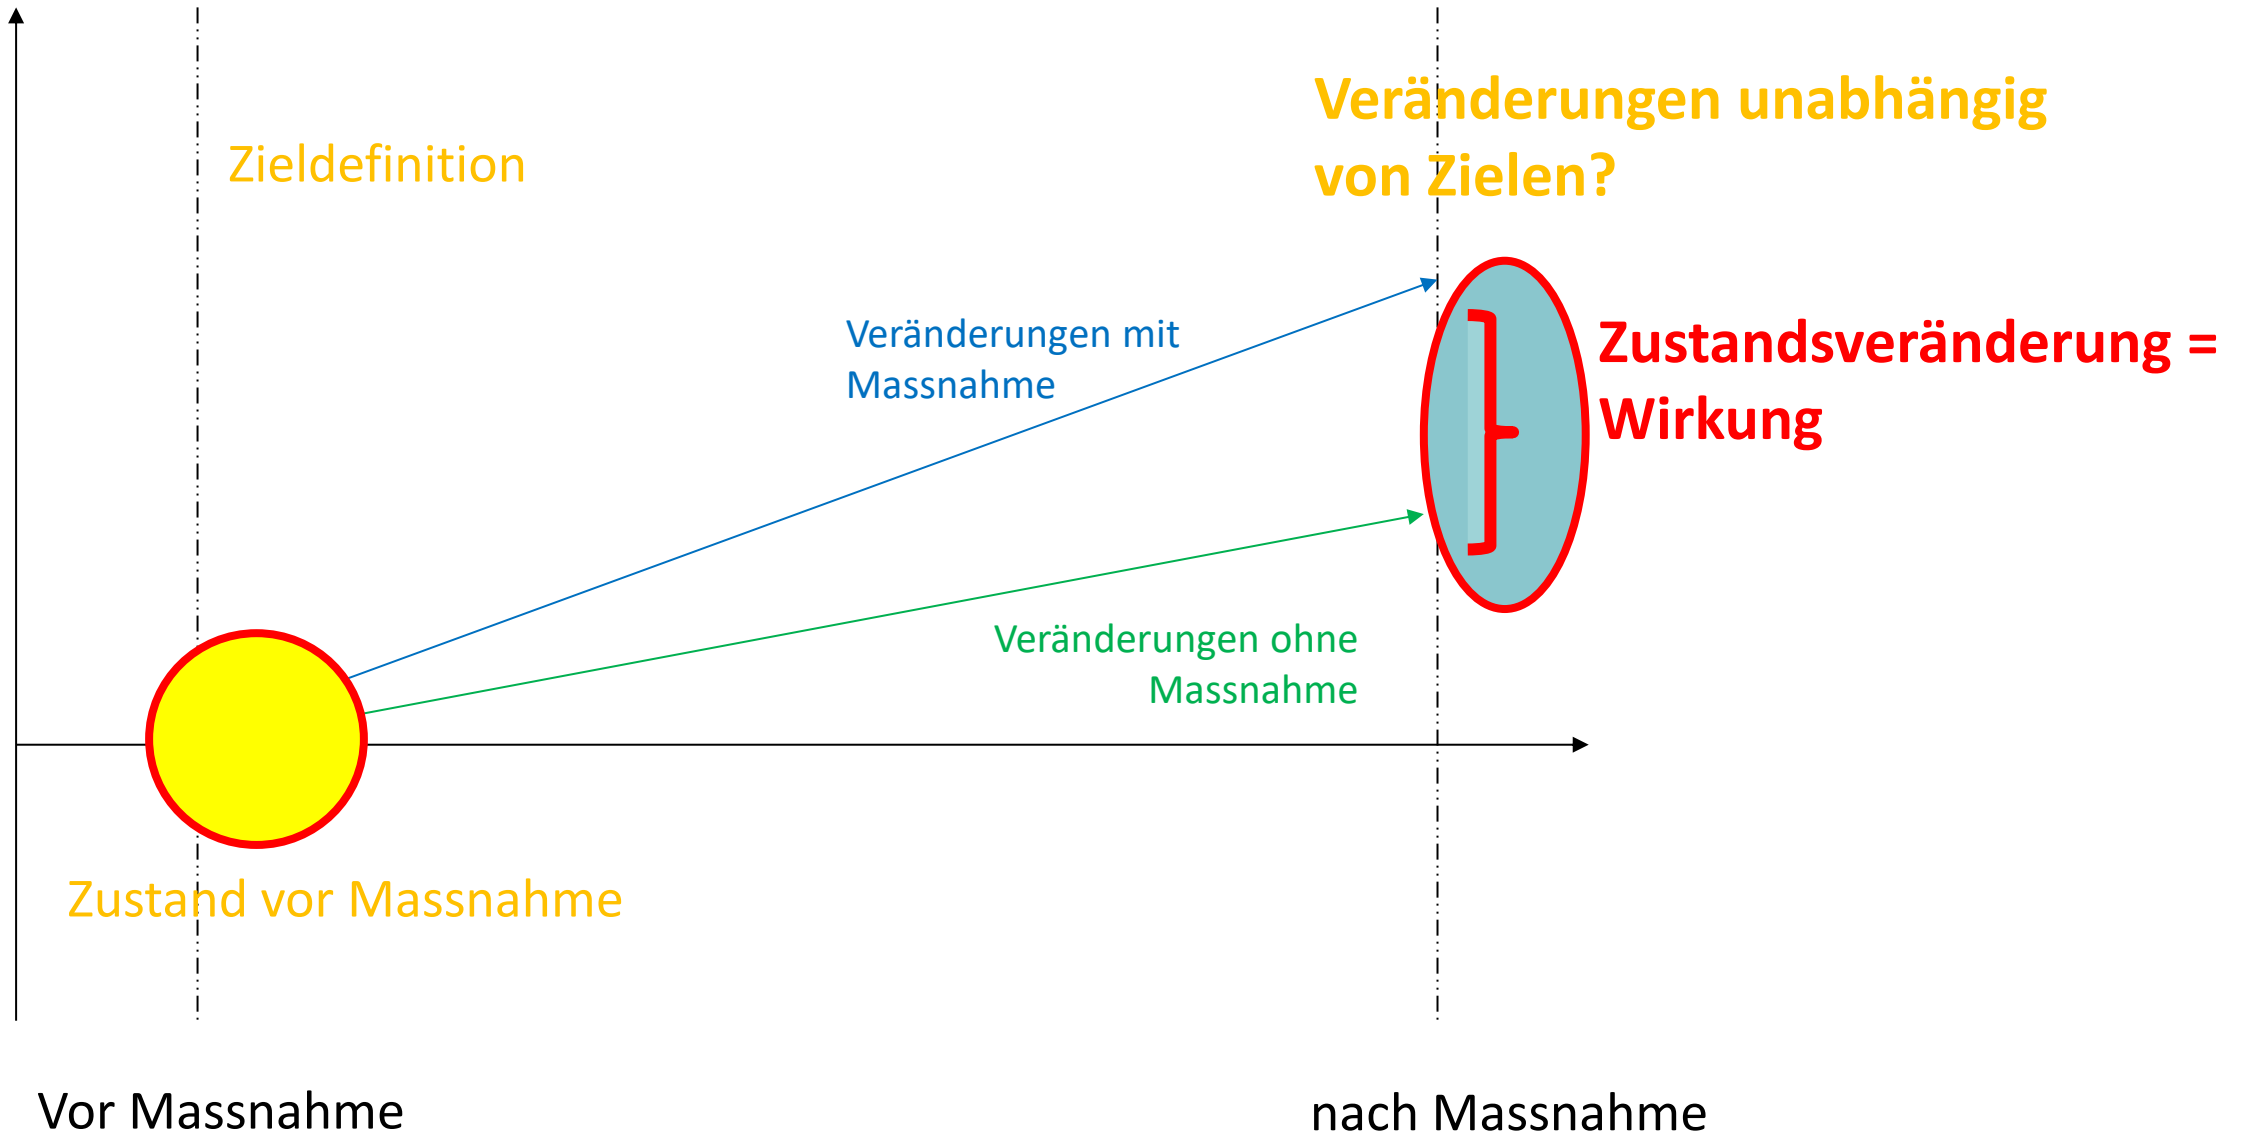 Veränderungen unabhängig
von Zielen?
Zieldefinition
Veränderungen mit
Massnahme
Zustandsveränderung =
Wirkung
Veränderungen ohne
Massnahme
Zustand vor Massnahme
Vor Massnahme
nach Massnahme